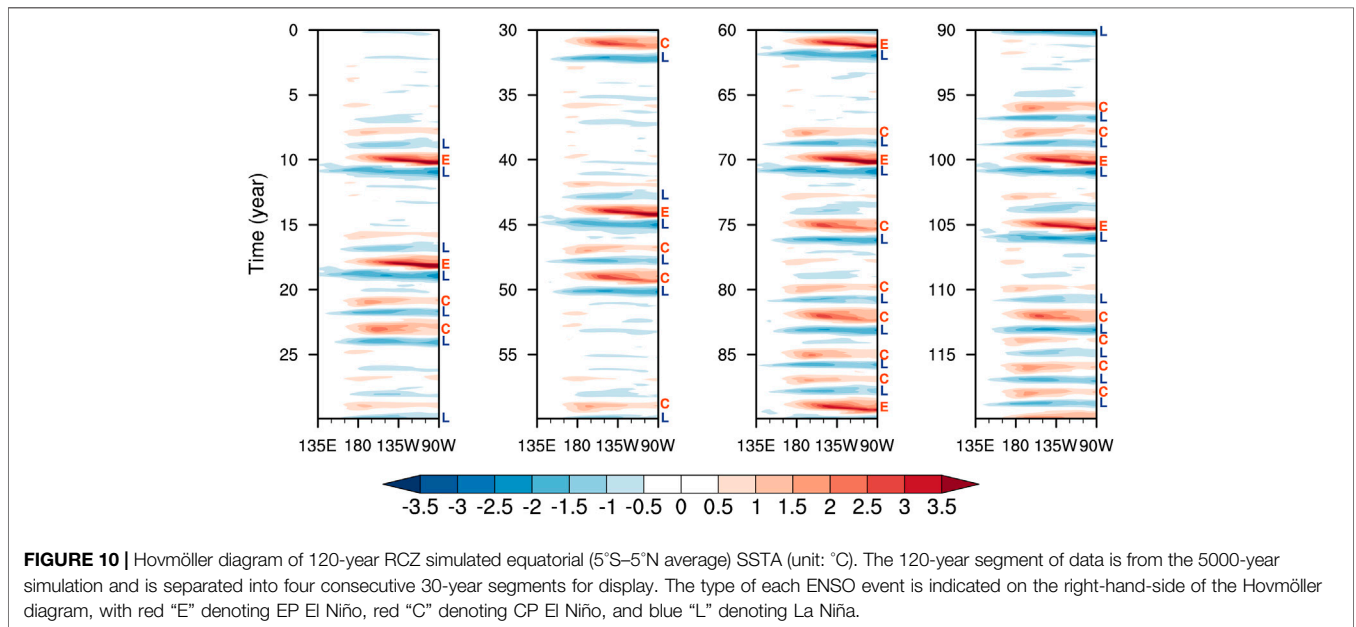 0
5
10
15
20
25
Time (year)
L
E
L
L
E
L
C
L
C
L
C
L
135E 180 135W 90W
30
35
40
45
50
55
C
L
L
E
L
C
L
C
L
C
L
135E 180 135W 90W
60
65
70
75
80
85
E
L
C
L
E
L
C
L
C
L
C
L
C
L
C
L
E
135E 180 135W 90W
90
95
100
105
110
115
L
C
L
C
L
E
L
E
L
L
C
L
C
L
C
L
C
L
135E 180 135W 90W
-3.5 -3 -2.5 -2 -1.5 -1 -0.5 0 0.5 1 1.5 2 2.5 3 3.5
FIGURE 10 | Hovmöller diagram of 120-year RCZ simulated equatorial (5°S–5°N average) SSTA (unit: °C). The 120-year segment of data is from the 5000-year
simulation and is separated into four consecutive 30-year segments for display. The type of each ENSO event is indicated on the right-hand-side of the Hovmöller
diagram, with red “E” denoting EP El Niño, red “C” denoting CP El Niño, and blue “L” denoting La Niña.